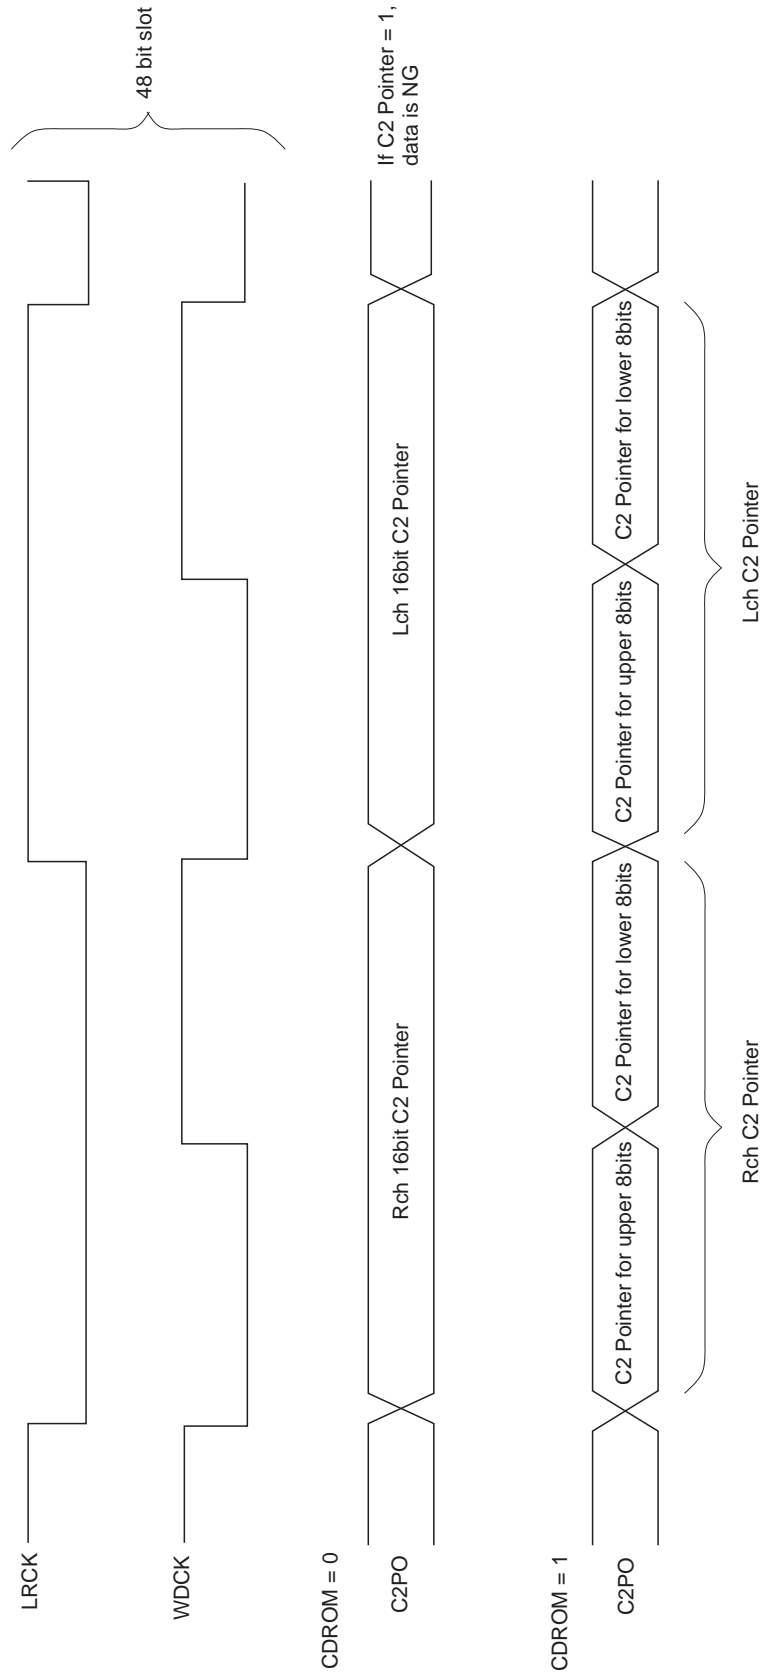 LRCK
48 bit slot
WDCK
CDROM = 0
C2PO
Rch 16bit C2 Pointer
Lch 16bit C2 Pointer
If C2 Pointer = 1,
data is NG
CDROM = 1
C2PO
C2 Pointer for upper 8bits
C2 Pointer for lower 8bits
C2 Pointer for upper 8bits
C2 Pointer for lower 8bits
Rch C2 Pointer
Lch C2 Pointer